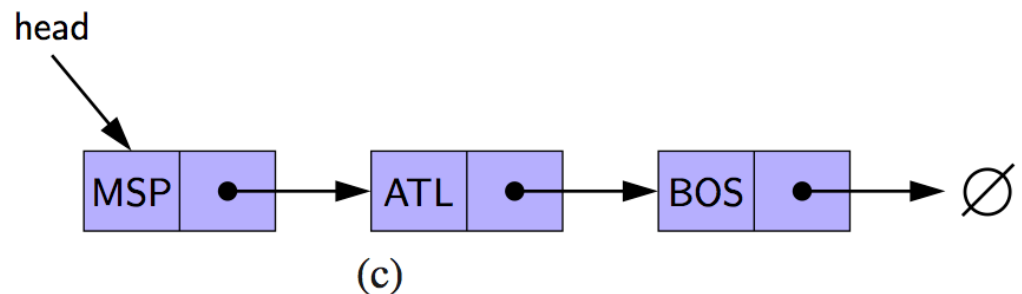 head
MSP ATL BOS ∅
(c)